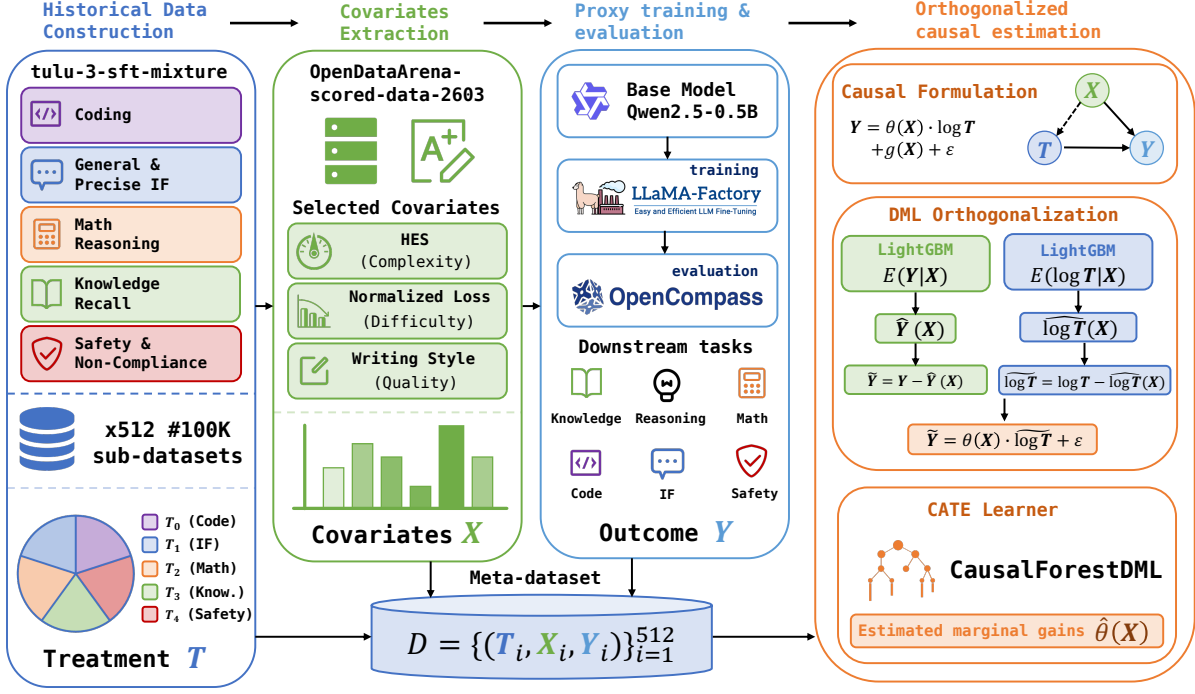 Historical Data
Construction
Covariates
Extraction
Proxy training &
evaluation
Orthogonalized
causal estimation
tulu-3-sft-mixture
Coding
General &
Precise IF
Math
Reasoning
Knowledge
Recall
Safety &
Non-Compliance
x512 #100K
sub-datasets
T₀ (Code)
T₁ (IF)
T₂ (Math)
T₃ (Know.)
T₄ (Safety)
Treatment T
OpenDataArena-
scored-data-2603
A+
Selected Covariates
HES
(Complexity)
Normalized Loss
(Difficulty)
Writing Style
(Quality)
Covariates X
Base Model
Qwen2.5-0.5B
training
LLaMA-Factory
Easy and Efficient LLM Fine-Tuning
evaluation
OpenCompass
Downstream tasks
Knowledge
Reasoning
Math
Code
IF
Safety
Outcome Y
Meta-dataset
D = {(Tᵢ, Xᵢ, Yᵢ)}⁵¹²ᵢ₌₁
Causal Formulation
Y = θ(X) · log T
+g(X) + ε
X
T
Y
DML Orthogonalization
LightGBM
E(Y|X)
LightGBM
E(log T|X)
Ŷ (X)
\widehat{log T}(X)
Ỹ = Y − Ŷ (X)
\widetilde{log T} = log T − \widehat{log T}(X)
Ỹ = θ(X) · \widetilde{log T} + ε
CATE Learner
CausalForestDML
Estimated marginal gains θ̂(X)